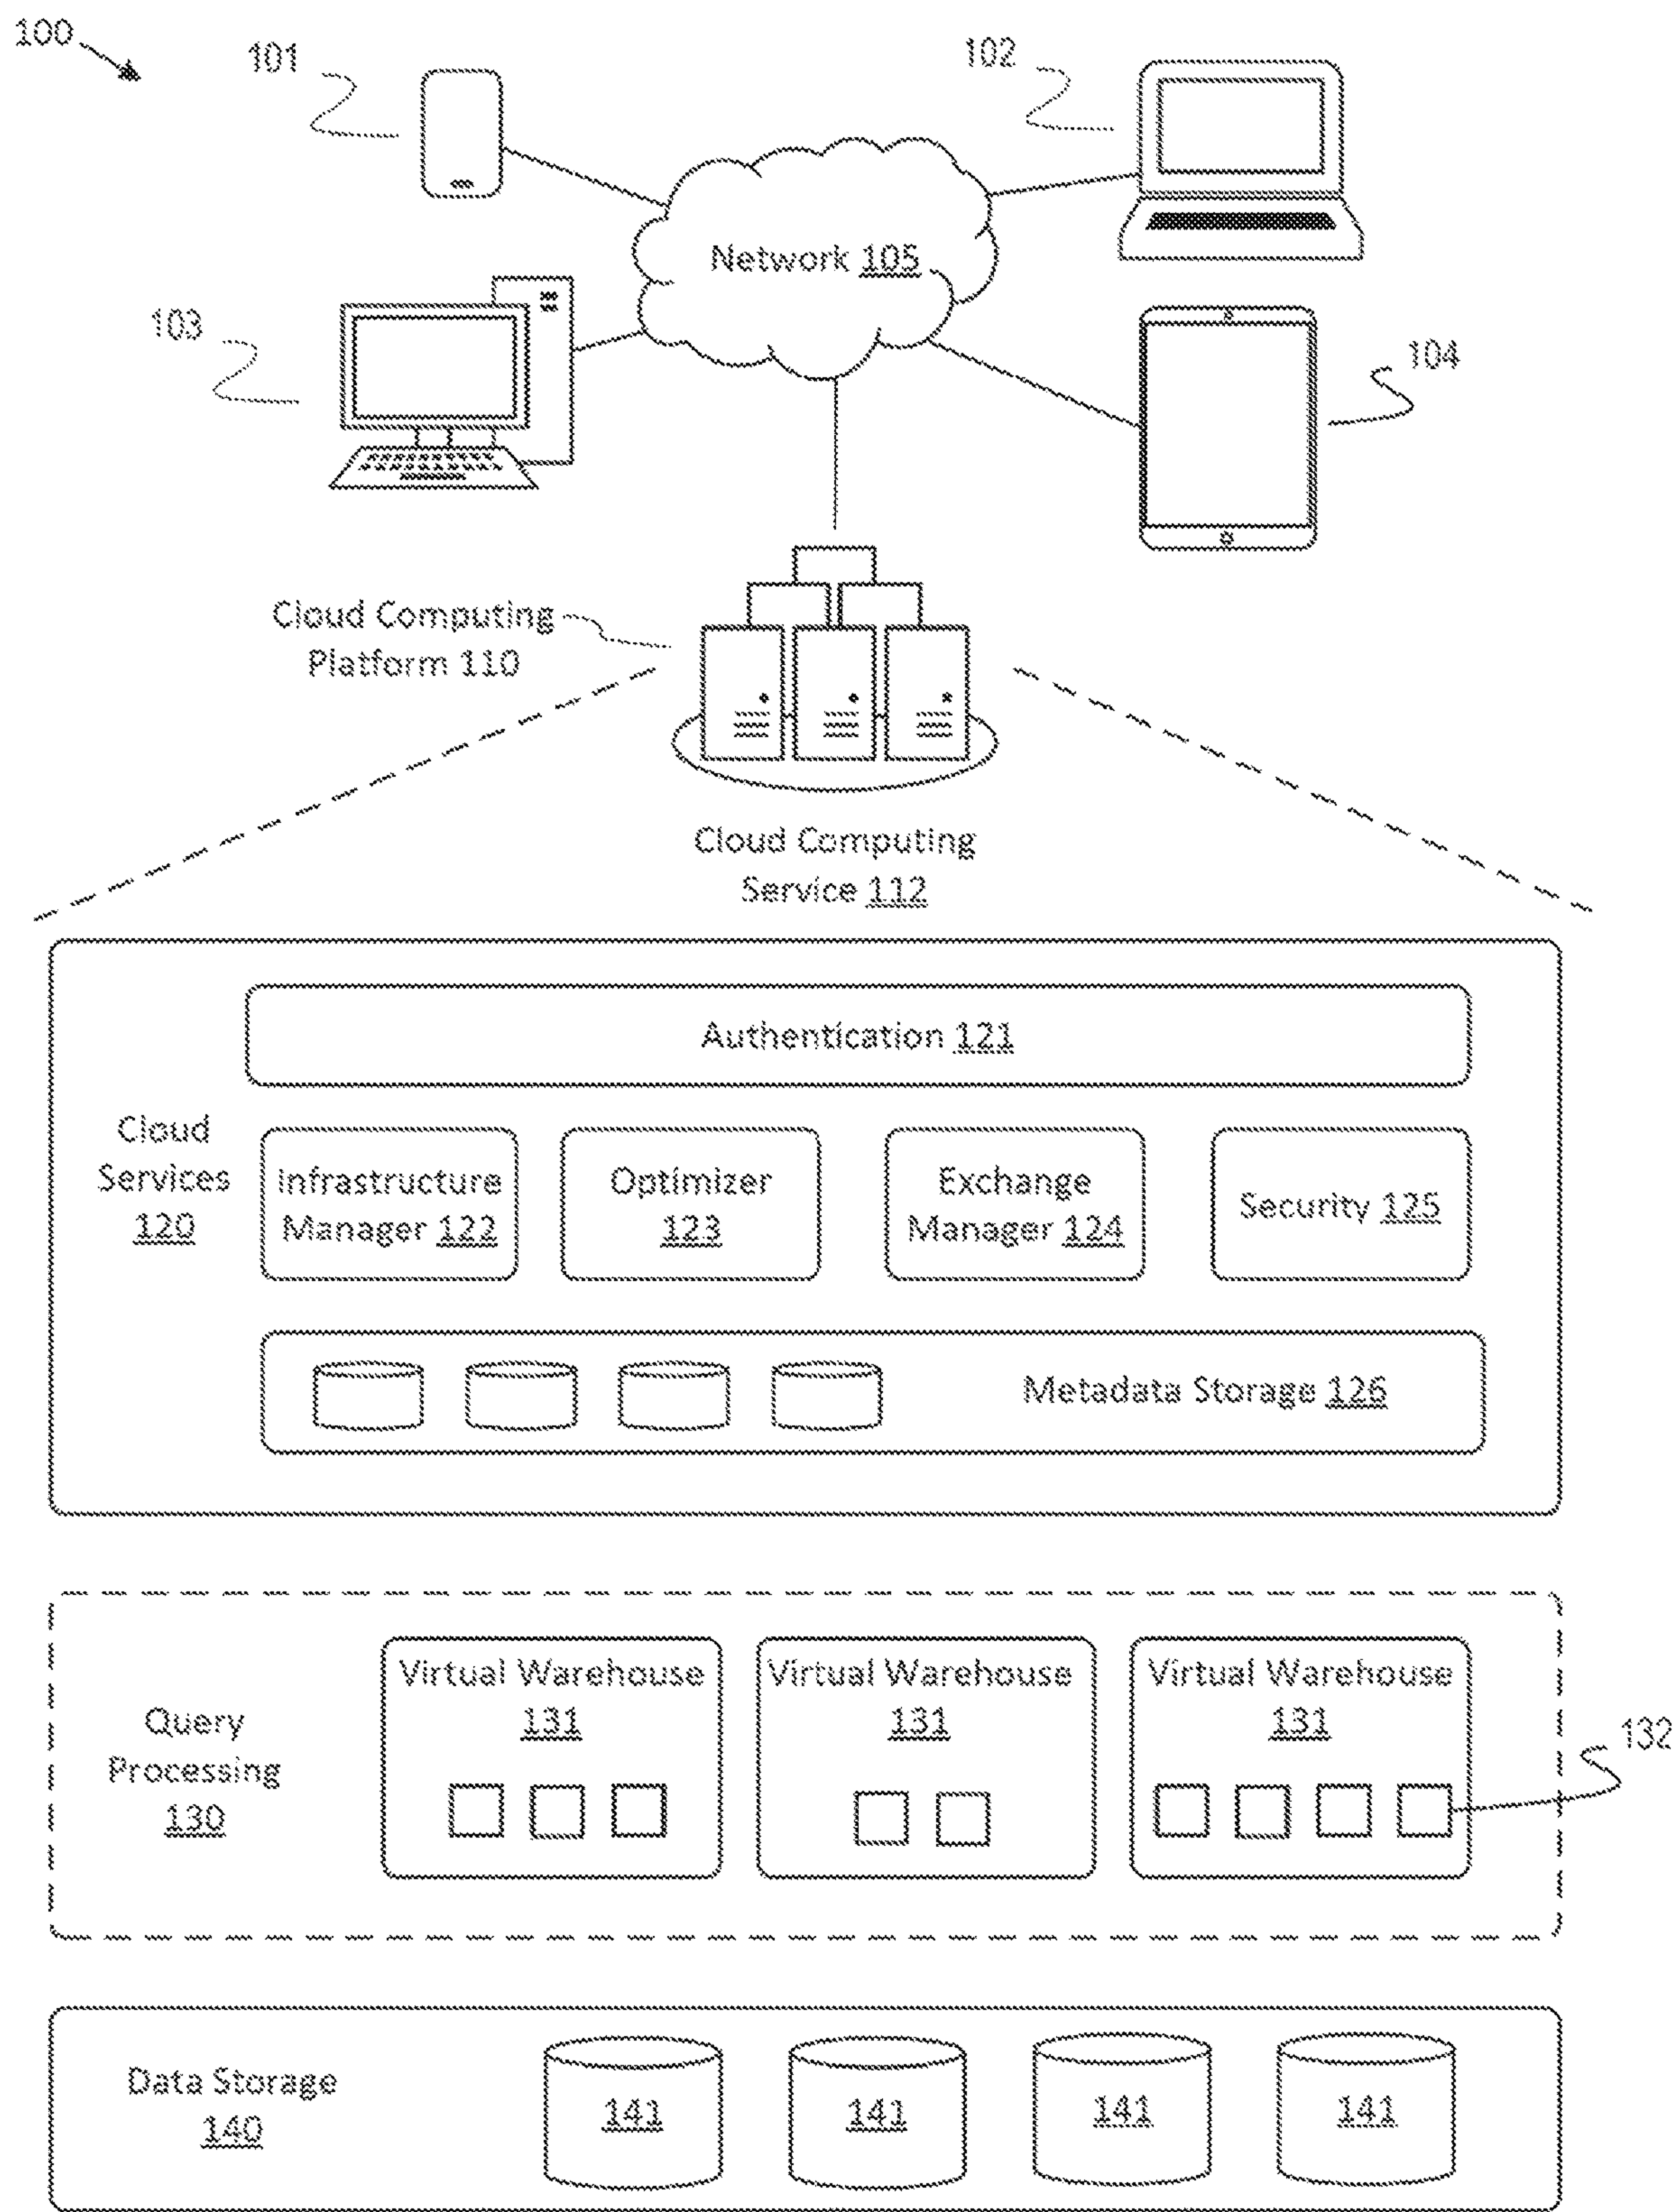 100
101
102
Network 105
103
104
Cloud Computing
Platform 110
Cloud Computing
Service 112
Authentication 121
Cloud
Services
120
Infrastructure
Manager 122
Optimizer
123
Exchange
Manager 124
Security 125
Metadata Storage 126
Query
Processing
130
Virtual Warehouse
131
Virtual Warehouse
131
Virtual Warehouse
131
132
Data Storage
140
141
141
141
141